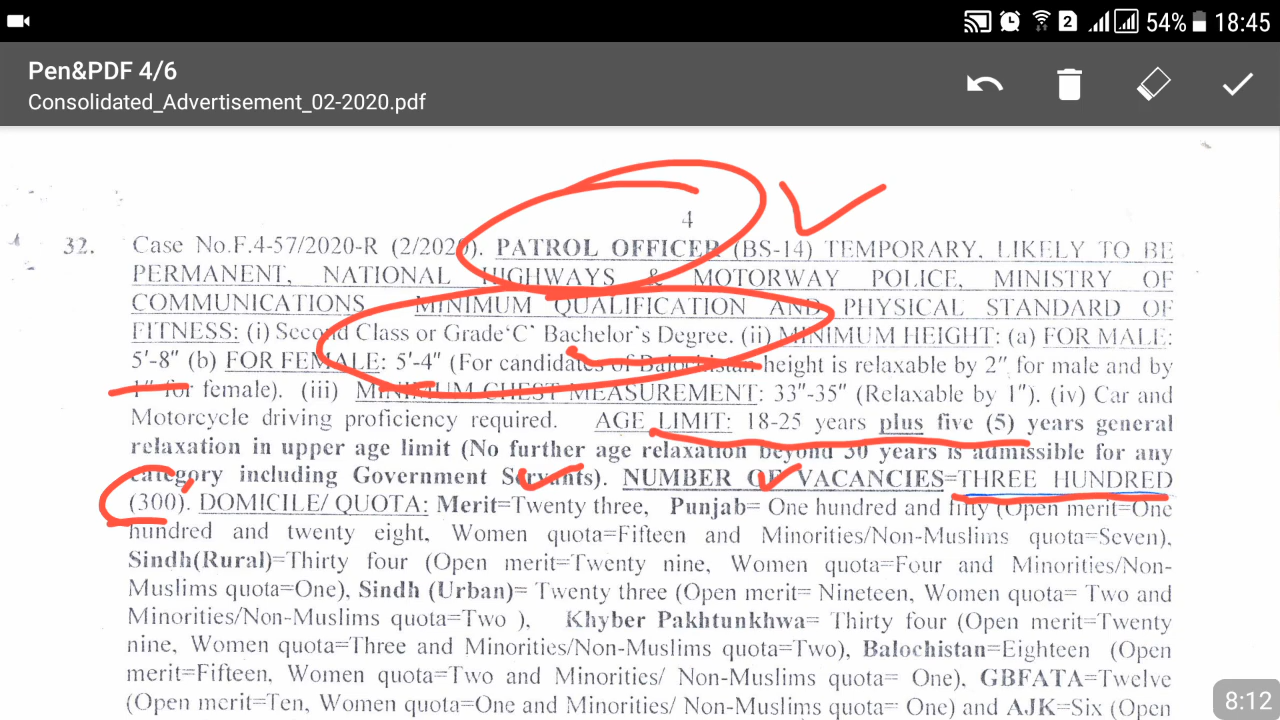 2 54% 18:45
Pen&PDF 4/6
Consolidated_Advertisement_02-2020.pdf
4
32. Case No.F.4-57/2020-R (2/2020). PATROL OFFICER (BS-14) TEMPORARY, LIKELY TO BE
PERMANENT, NATIONAL HIGHWAYS & MOTORWAY POLICE, MINISTRY OF
COMMUNICATIONS MINIMUM QUALIFICATION AND PHYSICAL STANDARD OF
FITNESS: (i) Second Class or Grade‘C’ Bachelor’s Degree. (ii) MINIMUM HEIGHT: (a) FOR MALE:
5'-8" (b) FOR FEMALE: 5'-4" (For candidates of Balochistan height is relaxable by 2" for male and by
1" for female). (iii) MINIMUM CHEST MEASUREMENT: 33"-35" (Relaxable by 1"). (iv) Car and
Motorcycle driving proficiency required. AGE LIMIT: 18-25 years plus five (5) years general
relaxation in upper age limit (No further age relaxation beyond 30 years is admissible for any
category including Government Servants). NUMBER OF VACANCIES=THREE HUNDRED
(300). DOMICILE/ QUOTA: Merit=Twenty three, Punjab= One hundred and fifty (Open merit=One
hundred and twenty eight, Women quota=Fifteen and Minorities/Non-Muslims quota=Seven),
Sindh(Rural)=Thirty four (Open merit=Twenty nine, Women quota=Four and Minorities/Non-
Muslims quota=One), Sindh (Urban)= Twenty three (Open merit= Nineteen, Women quota= Two and
Minorities/Non-Muslims quota=Two ), Khyber Pakhtunkhwa= Thirty four (Open merit=Twenty
nine, Women quota=Three and Minorities/Non-Muslims quota=Two), Balochistan=Eighteen (Open
merit=Fifteen, Women quota=Two and Minorities/ Non-Muslims quota= One), GBFATA=Twelve
(Open merit=Ten, Women quota=One and Minorities/ Non-Muslims quota= One) and AJK=Six (Open
8:12